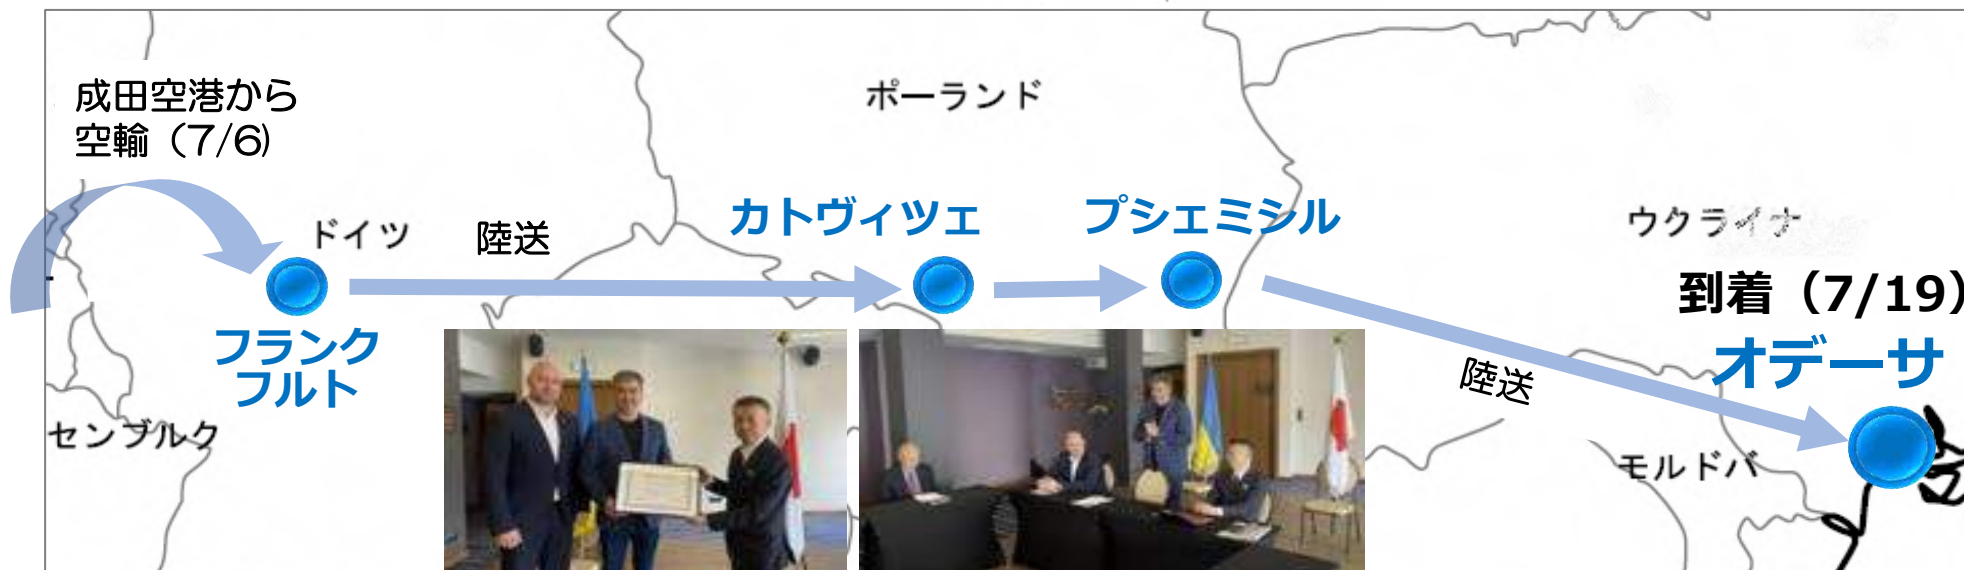 成田空港から
空輸（7/6）
ポーランド
ドイツ
陸送
カトヴィツェ
プシェミシル
ウクライナ
到着（7/19）
オデーサ
フランク
フルト
陸送
センブルク
モルドバ